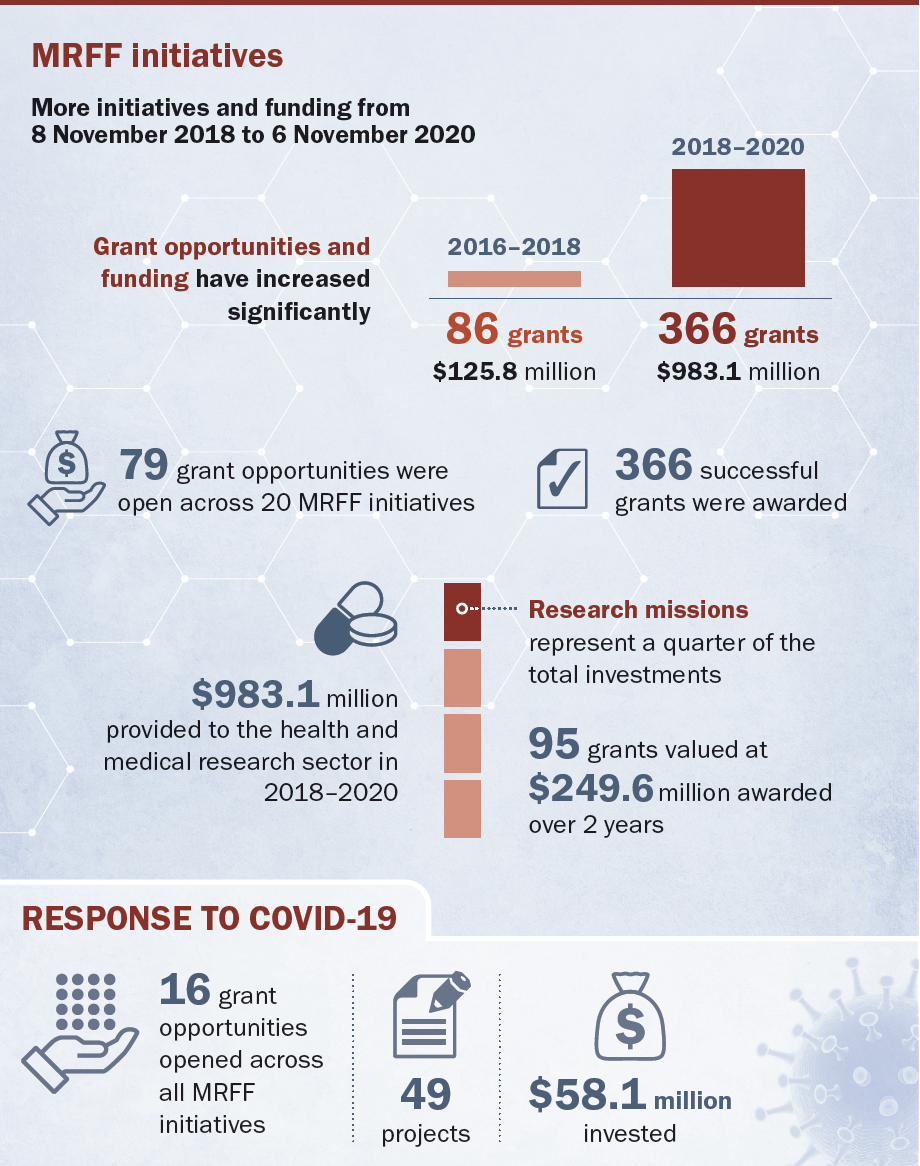 MRFF initiatives
More initiatives and funding from
8 November 2018 to 6 November 2020
Grant opportunities and
funding have increased
significantly
2016–2018
86 grants
$125.8 million
2018–2020
366 grants
$983.1 million
$
79 grant opportunities were
open across 20 MRFF initiatives
366 successful
grants were awarded
$983.1 million
provided to the health and
medical research sector in
2018–2020
Research missions
represent a quarter of the
total investments
95 grants valued at
$249.6 million awarded
over 2 years
RESPONSE TO COVID-19
16 grant
opportunities
opened across
all MRFF
initiatives
49
projects
$
$58.1 million
invested